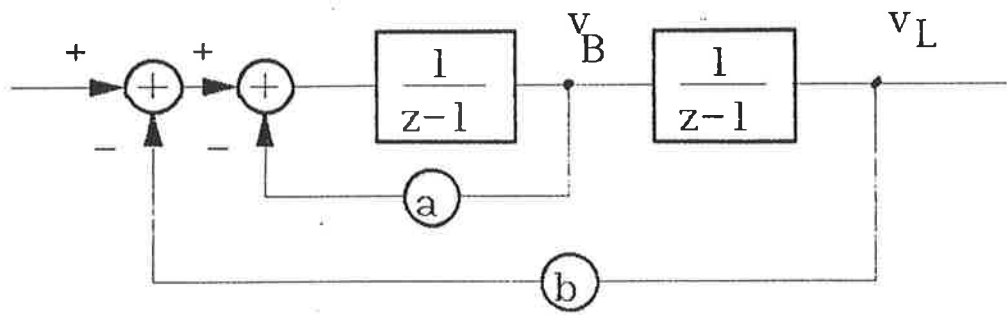 + + v_B v_L
+ + 1/(z-1) 1/(z-1)
− − a
b